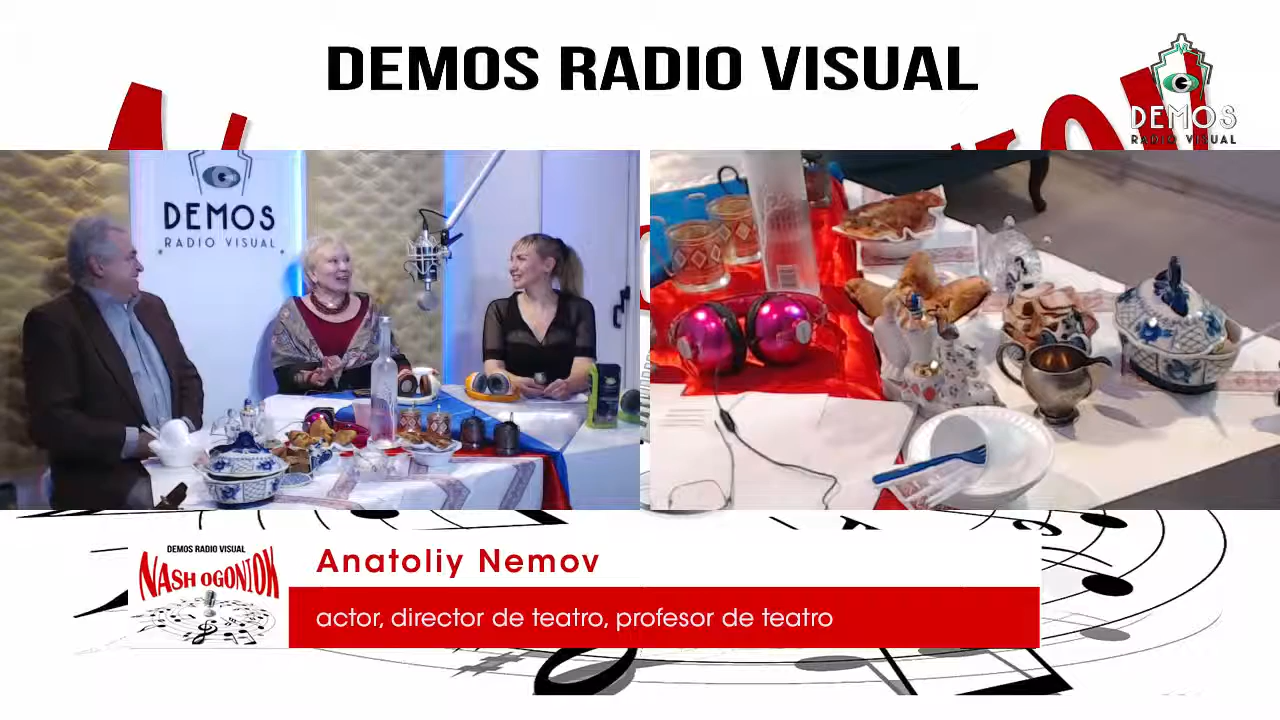 DEMOS RADIO VISUAL
DEMOS
RADIO VISUAL
DEMOS
RADIO VISUAL
DEMOS RADIO VISUAL
NASH OGONIOK
Anatoliy Nemov
actor, director de teatro, profesor de teatro